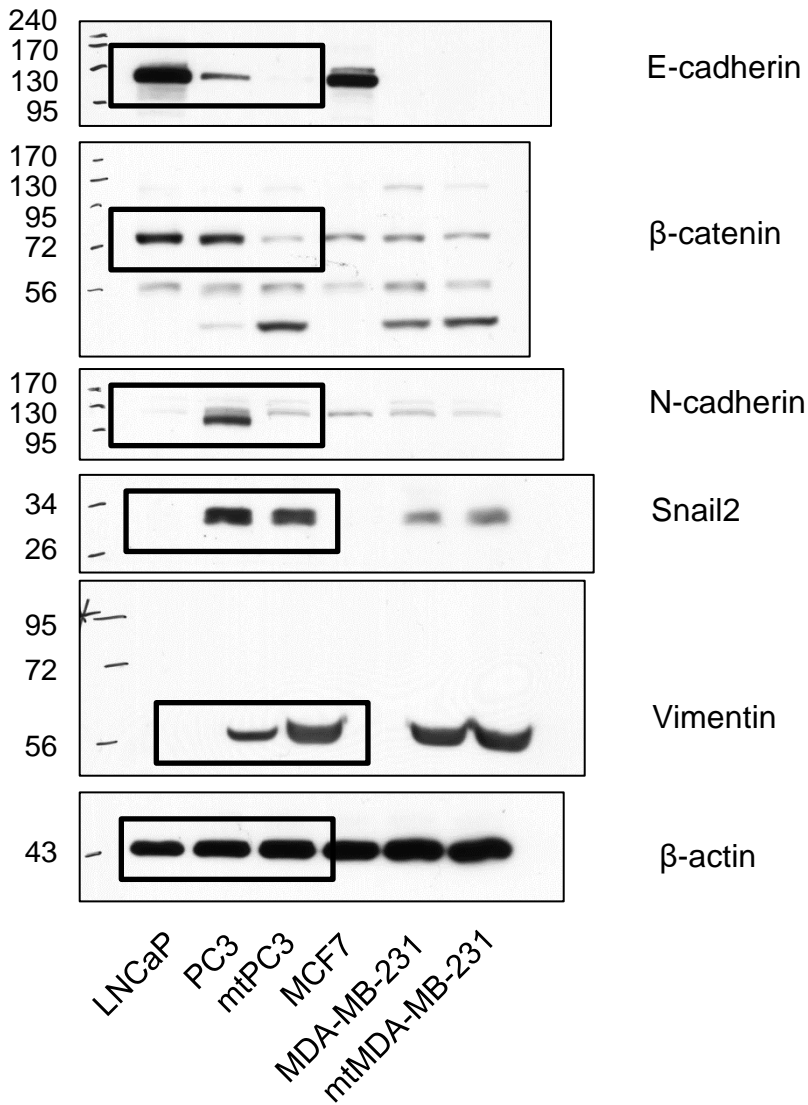 240
170
130
95
E-cadherin
170
130
95
72
56
β-catenin
170
130
95
N-cadherin
34
26
Snail2
95
72
56
Vimentin
43
β-actin
LNCaP
PC3
mtPC3
MCF7
MDA-MB-231
mtMDA-MB-231